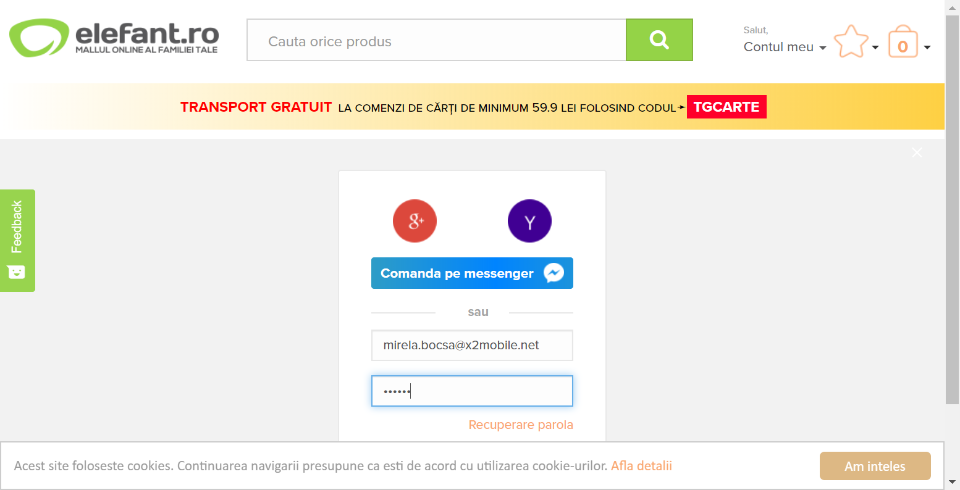 elefant.ro
MALLUL ONLINE AL FAMILIEI TALE
Cauta orice produs
Salut,
Contul meu
0
TRANSPORT GRATUIT LA COMENZI DE CĂRȚI DE MINIMUM 59.9 LEI FOLOSIND CODUL TGCARTE
Feedback
g+
Y
Comanda pe messenger
sau
mirela.bocsa@x2mobile.net
••••••
Recuperare parola
Acest site foloseste cookies. Continuarea navigarii presupune ca esti de acord cu utilizarea cookie-urilor. Afla detalii
Am inteles